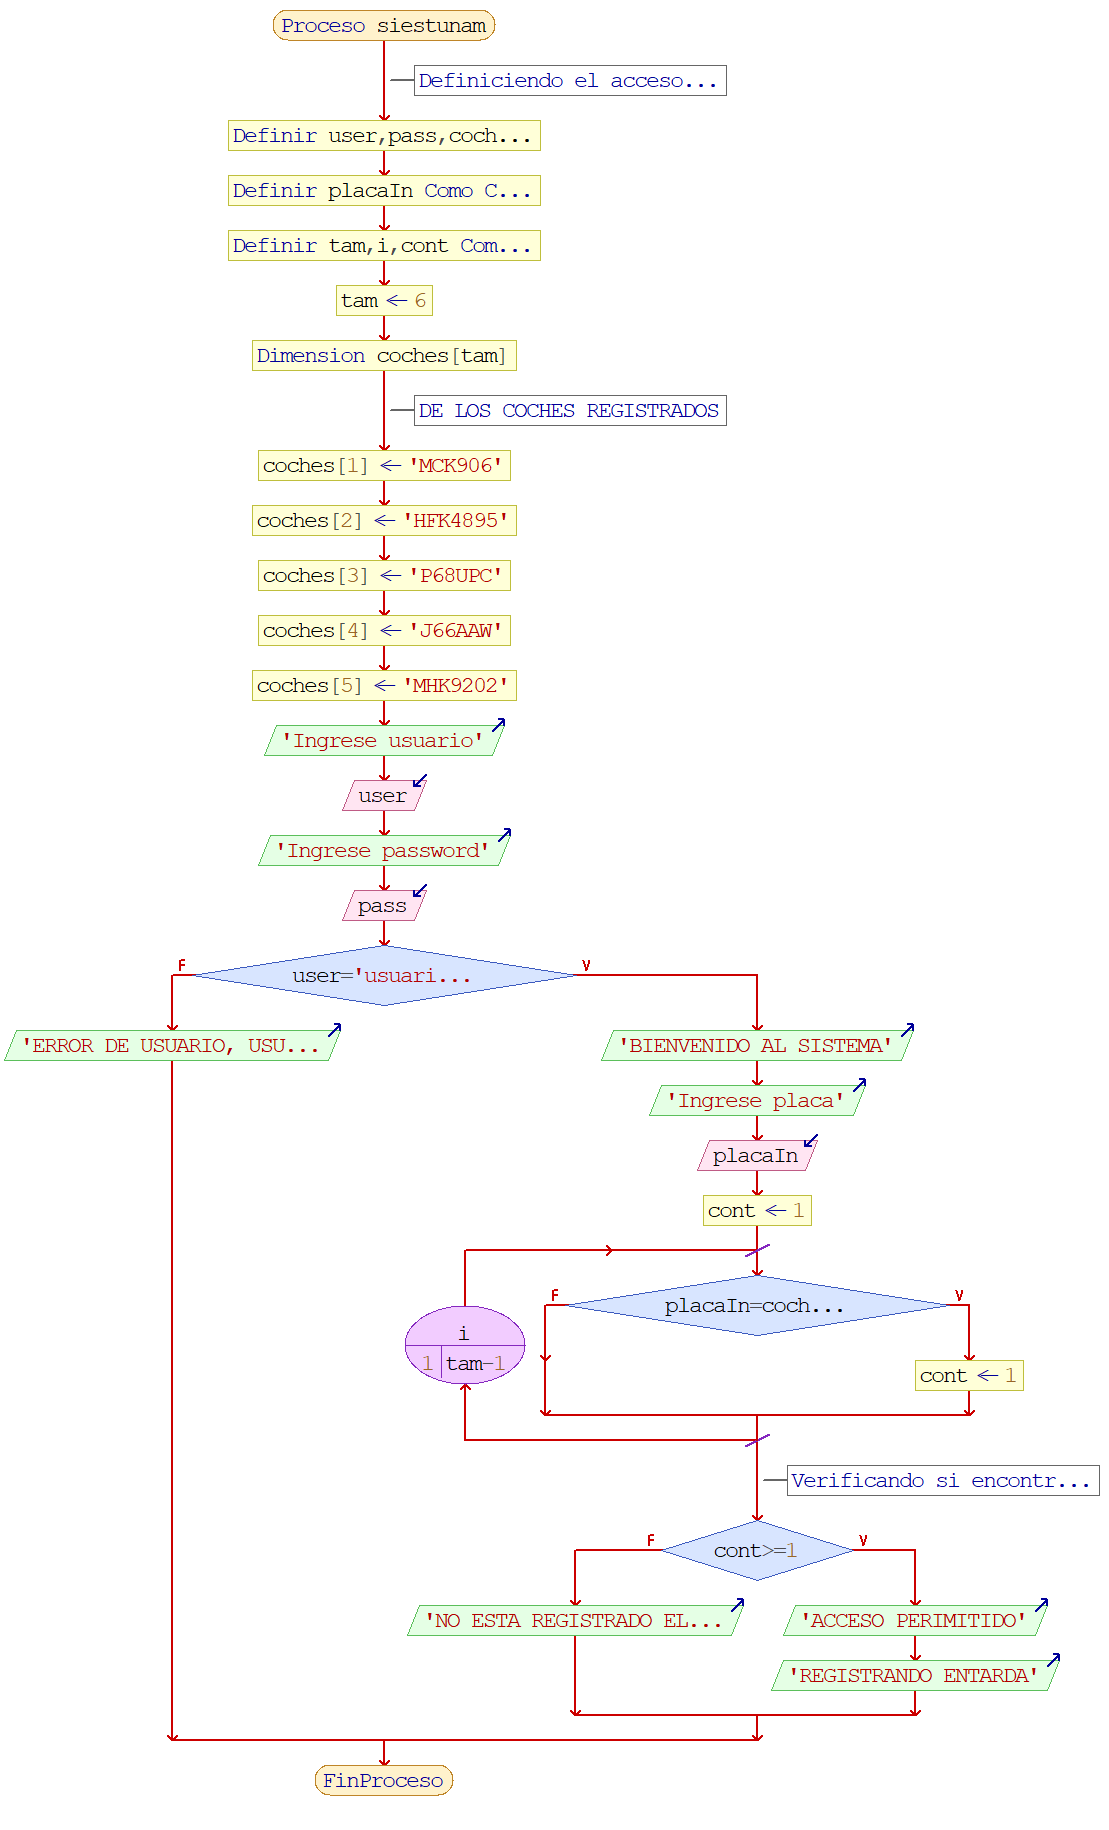 Proceso siestunam
Definiciendo el acceso...
Definir user,pass,coch...
Definir placaIn Como C...
Definir tam,i,cont Com...
tam ← 6
Dimension coches[tam]
DE LOS COCHES REGISTRADOS
coches[1] ← 'MCK906'
coches[2] ← 'HFK4895'
coches[3] ← 'P68UPC'
coches[4] ← 'J66AAW'
coches[5] ← 'MHK9202'
'Ingrese usuario'
user
'Ingrese password'
pass
F
V
user='usuari...
'ERROR DE USUARIO, USU...
'BIENVENIDO AL SISTEMA'
'Ingrese placa'
placaIn
cont ← 1
F
V
placaIn=coch...
i
1 tam-1
cont ← 1
Verificando si encontr...
F
V
cont>=1
'NO ESTA REGISTRADO EL...
'ACCESO PERIMITIDO'
'REGISTRANDO ENTARDA'
FinProceso